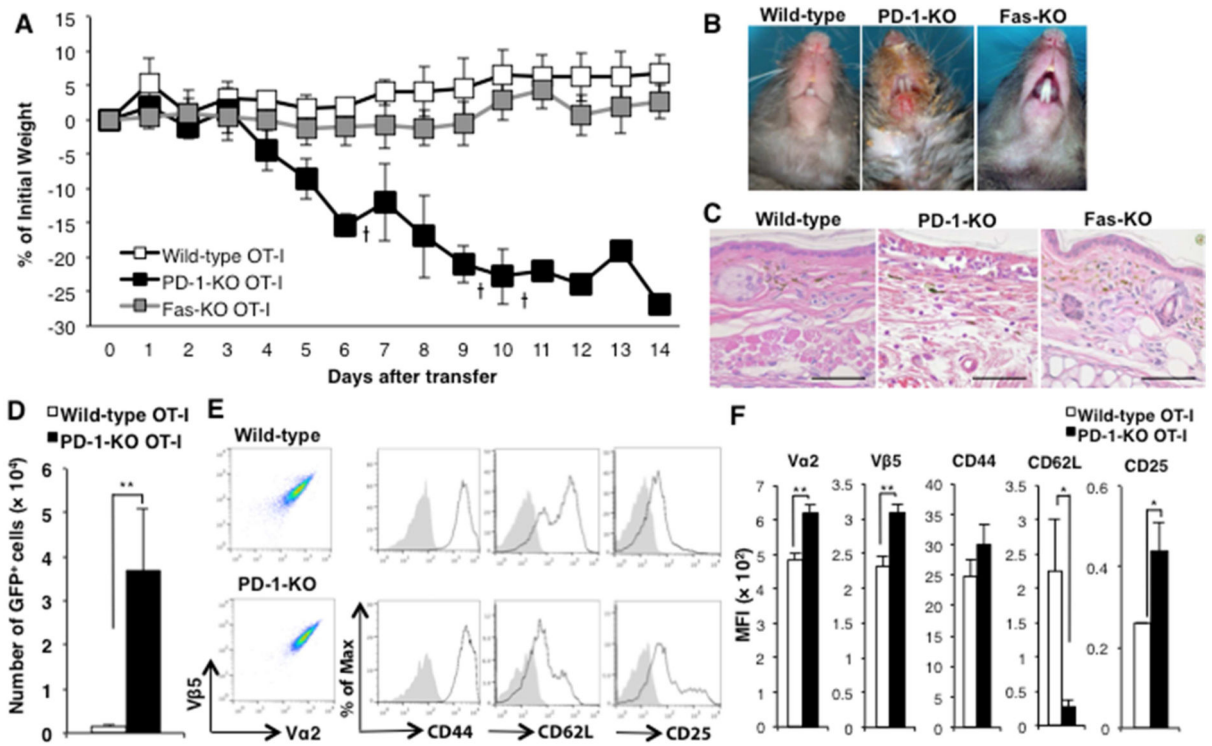 A
15
10
5
0
-5
-10
-15
-20
-25
-30
% of Initial Weight
†
†
†
Wild-type OT-I
PD-1-KO OT-I
Fas-KO OT-I
0 1 2 3 4 5 6 7 8 9 10 11 12 13 14
Days after transfer
B
Wild-type PD-1-KO Fas-KO
C
Wild-type PD-1-KO Fas-KO
D
Wild-type OT-I
PD-1-KO OT-I
**
6
5
4
3
2
1
0
Number of GFP⁺ cells (× 10⁴)
E
Wild-type
PD-1-KO
Vβ5
Vα2
% of Max
CD44 CD62L CD25
F
Wild-type OT-I
PD-1-KO OT-I
Vα2 Vβ5 CD44 CD62L CD25
MFI (× 10²)
7
6
5
4
3
2
1
0
**
3.5
3
2.5
2
1.5
1
0.5
0
**
40
35
30
25
20
15
10
5
0
3.5
3
2.5
2
1.5
1
0.5
0
*
0.6
0.4
0.2
0
*